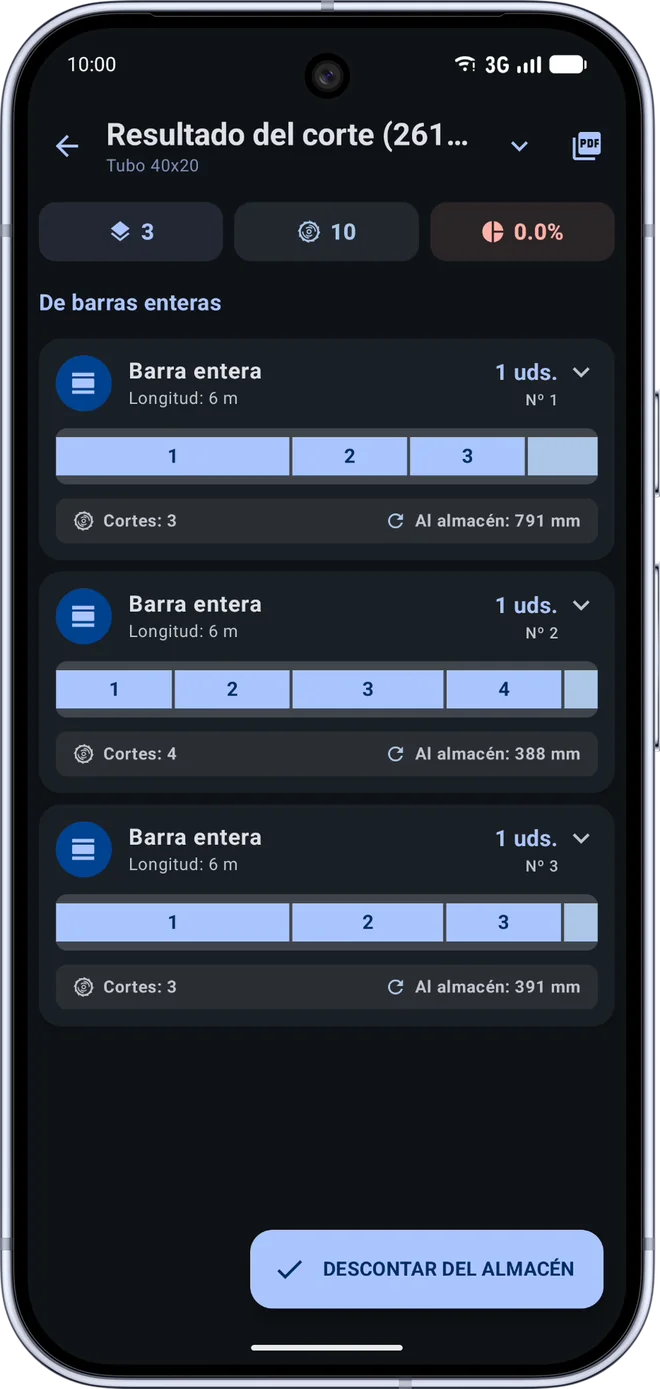 10:00
3G
Resultado del corte (261...
PDF
Tubo 40x20
3
10
0.0%
De barras enteras
Barra entera
1 uds.
Longitud: 6 m
Nº 1
1 2 3
Cortes: 3
Al almacén: 791 mm
Barra entera
1 uds.
Longitud: 6 m
Nº 2
1 2 3 4
Cortes: 4
Al almacén: 388 mm
Barra entera
1 uds.
Longitud: 6 m
Nº 3
1 2 3
Cortes: 3
Al almacén: 391 mm
DESCONTAR DEL ALMACÉN